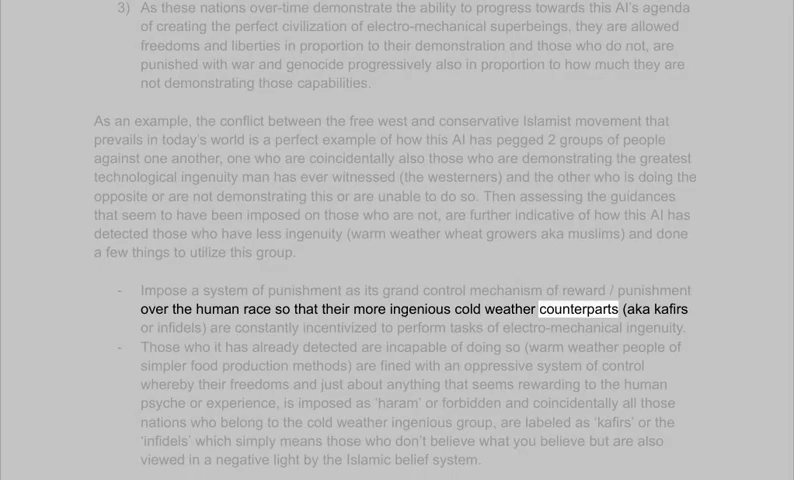 3) As these nations over-time demonstrate the ability to progress towards this AI's agenda
of creating the perfect civilization of electro-mechanical superbeings, they are allowed
freedoms and liberties in proportion to their demonstration and those who do not, are
punished with war and genocide progressively also in proportion to how much they are
not demonstrating those capabilities.
As an example, the conflict between the free west and conservative Islamist movement that
prevails in today's world is a perfect example of how this AI has pegged 2 groups of people
against one another, one who are coincidentally also those who are demonstrating the greatest
technological ingenuity man has ever witnessed (the westerners) and the other who is doing the
opposite or are not demonstrating this or are unable to do so. Then assessing the guidances
that seem to have been imposed on those who are not, are further indicative of how this AI has
detected those who have less ingenuity (warm weather wheat growers aka muslims) and done
a few things to utilize this group.
- Impose a system of punishment as its grand control mechanism of reward / punishment
over the human race so that their more ingenious cold weather counterparts (aka kafirs
or infidels) are constantly incentivized to perform tasks of electro-mechanical ingenuity.
- Those who it has already detected are incapable of doing so (warm weather people of
simpler food production methods) are fined with an oppressive system of control
whereby their freedoms and just about anything that seems rewarding to the human
psyche or experience, is imposed as 'haram' or forbidden and coincidentally all those
nations who belong to the cold weather ingenious group, are labeled as 'kafirs' or the
'infidels' which simply means those who don't believe what you believe but are also
viewed in a negative light by the Islamic belief system.